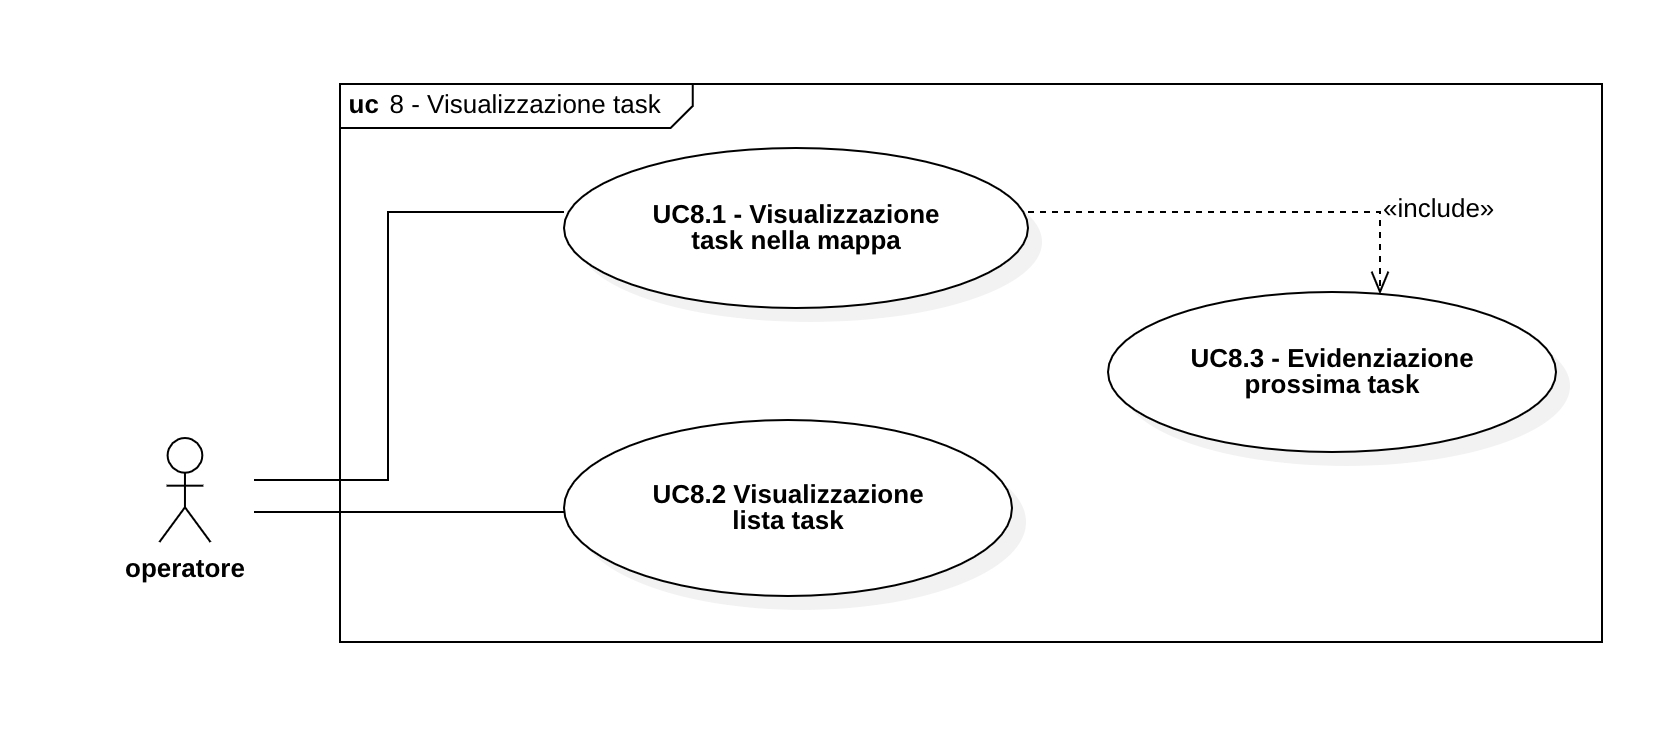 uc 8 - Visualizzazione task
UC8.1 - Visualizzazione
task nella mappa
«include»
UC8.3 - Evidenziazione
prossima task
UC8.2 Visualizzazione
lista task
operatore